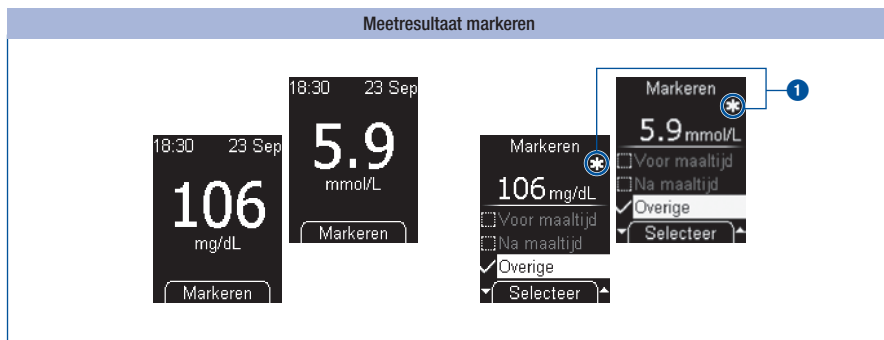 Meetresultaat markeren
18:30 23 Sep
106
mg/dL
Markeren
18:30 23 Sep
5.9
mmol/L
Markeren
Markeren
*
106 mg/dL
Voor maaltijd
Na maaltijd
Overige
Selecteer
Markeren
*
5.9 mmol/L
Voor maaltijd
Na maaltijd
Overige
Selecteer
1